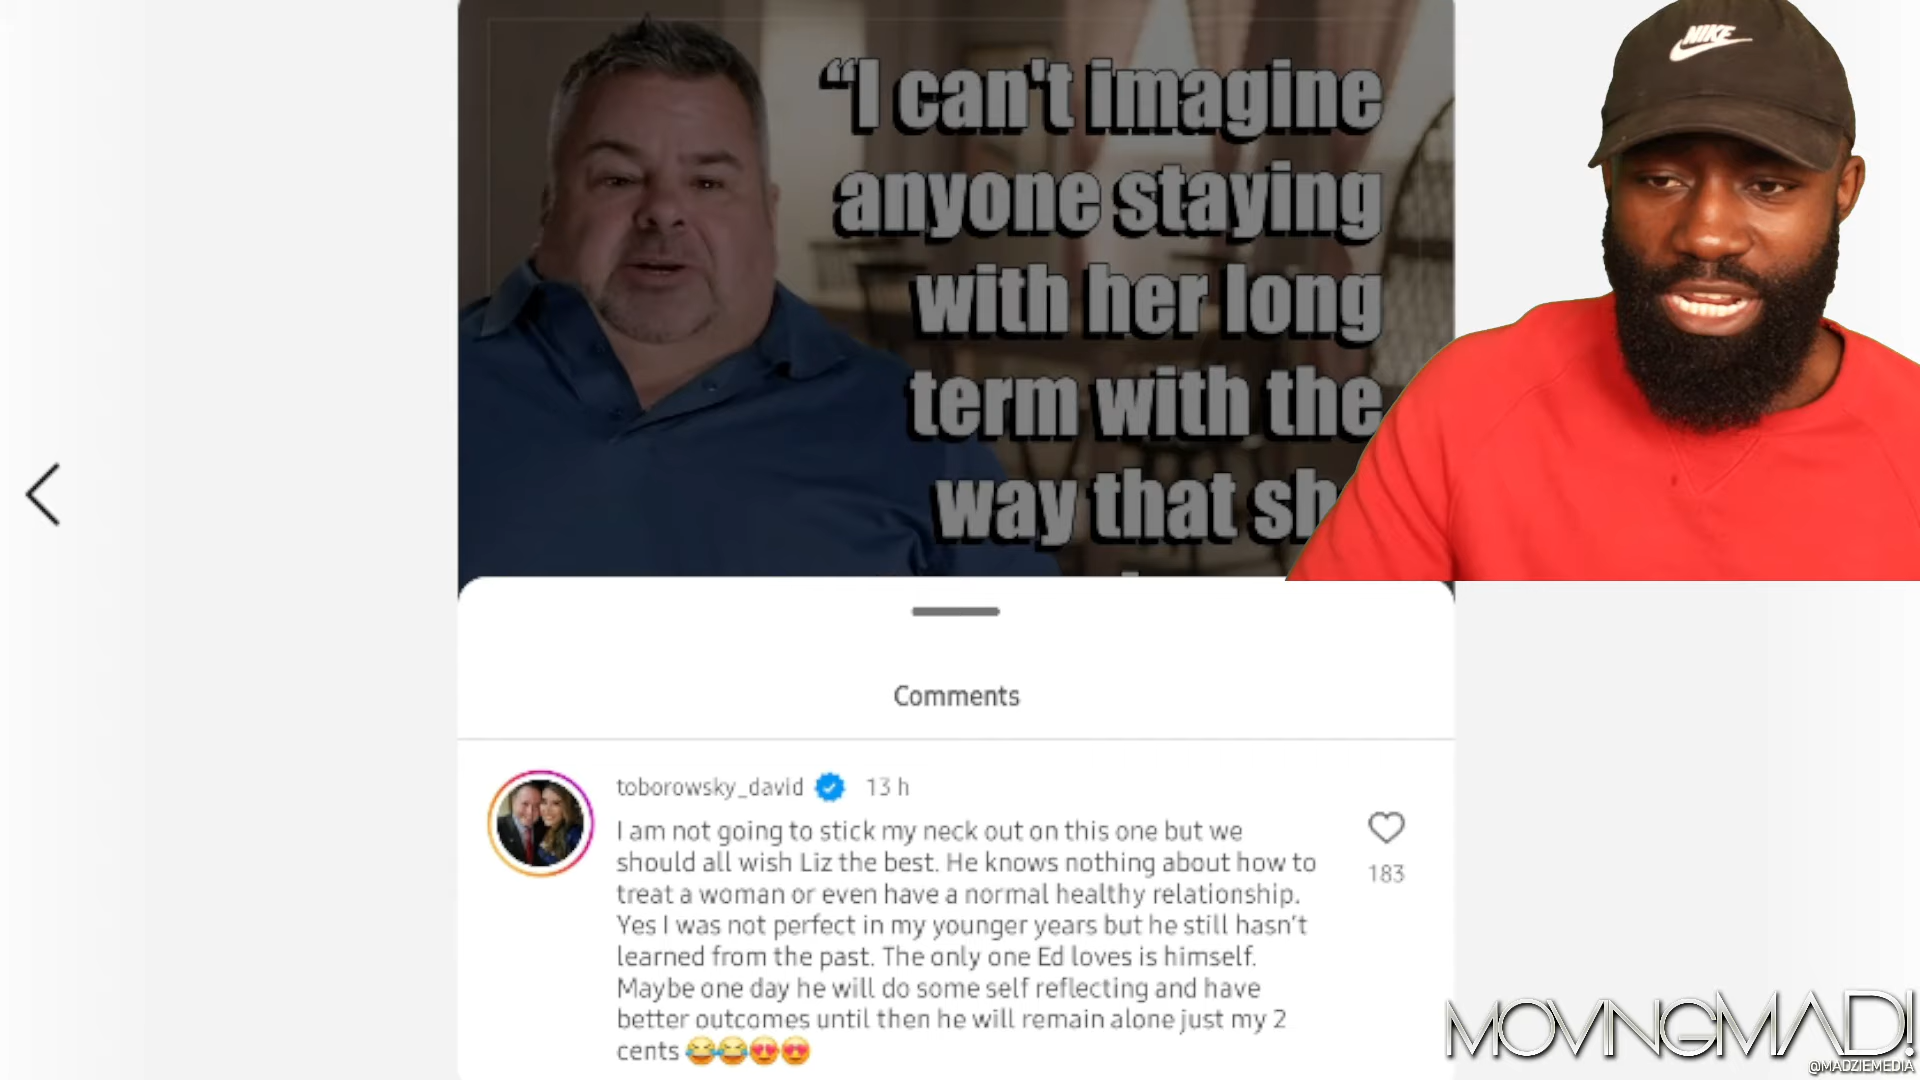 NIKE
“I can't imagine
anyone staying
with her long
term with the
way that sh
Comments
toborowsky_david 13 h
I am not going to stick my neck out on this one but we
should all wish Liz the best. He knows nothing about how to
treat a woman or even have a normal healthy relationship.
Yes I was not perfect in my younger years but he still hasn’t
learned from the past. The only one Ed loves is himself.
Maybe one day he will do some self reflecting and have
better outcomes until then he will remain alone just my 2
cents 😂😂😍😍
183
MOVINGMAD!
@MADZIEMEDIA